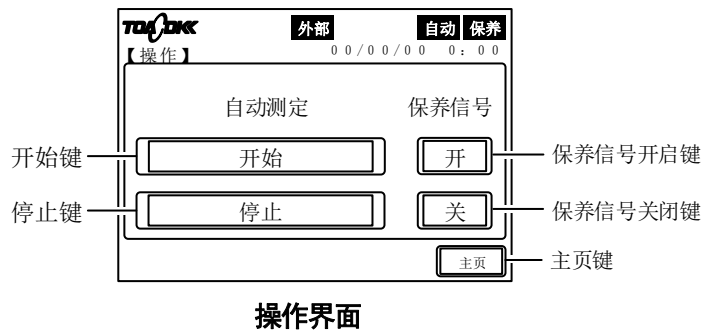 TOADKK 外部 自动 保养
【操作】 00/00/00 0:00
自动测定 保养信号
开始键 开始 开 保养信号开启键
停止键 停止 关 保养信号关闭键
主页 主页键
操作界面